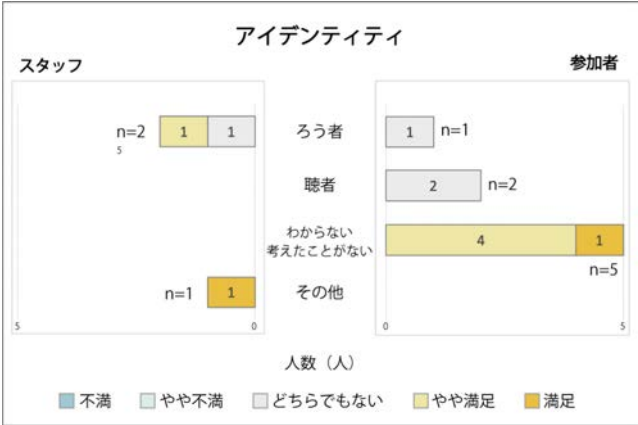 アイデンティティ
スタッフ
参加者
n=2
5
1
1
ろう者
1
n=1
聴者
2
n=2
わからない
考えたことがない
4
1
n=5
n=1
1
その他
5
0
0
5
人数（人）
不満
やや不満
どちらでもない
やや満足
満足